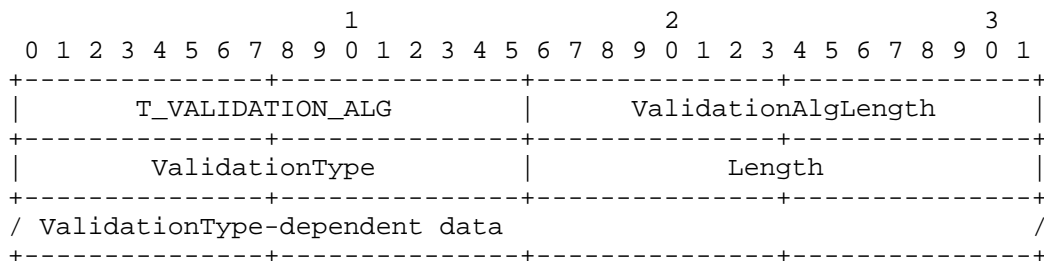 1                   2                   3
 0 1 2 3 4 5 6 7 8 9 0 1 2 3 4 5 6 7 8 9 0 1 2 3 4 5 6 7 8 9 0 1
+---------------+---------------+---------------+---------------+
|       T_VALIDATION_ALG        |      ValidationAlgLength      |
+---------------+---------------+---------------+---------------+
|        ValidationType         |            Length             |
+---------------+---------------+---------------+---------------+
/ ValidationType-dependent data                                 /
+---------------+---------------+---------------+---------------+